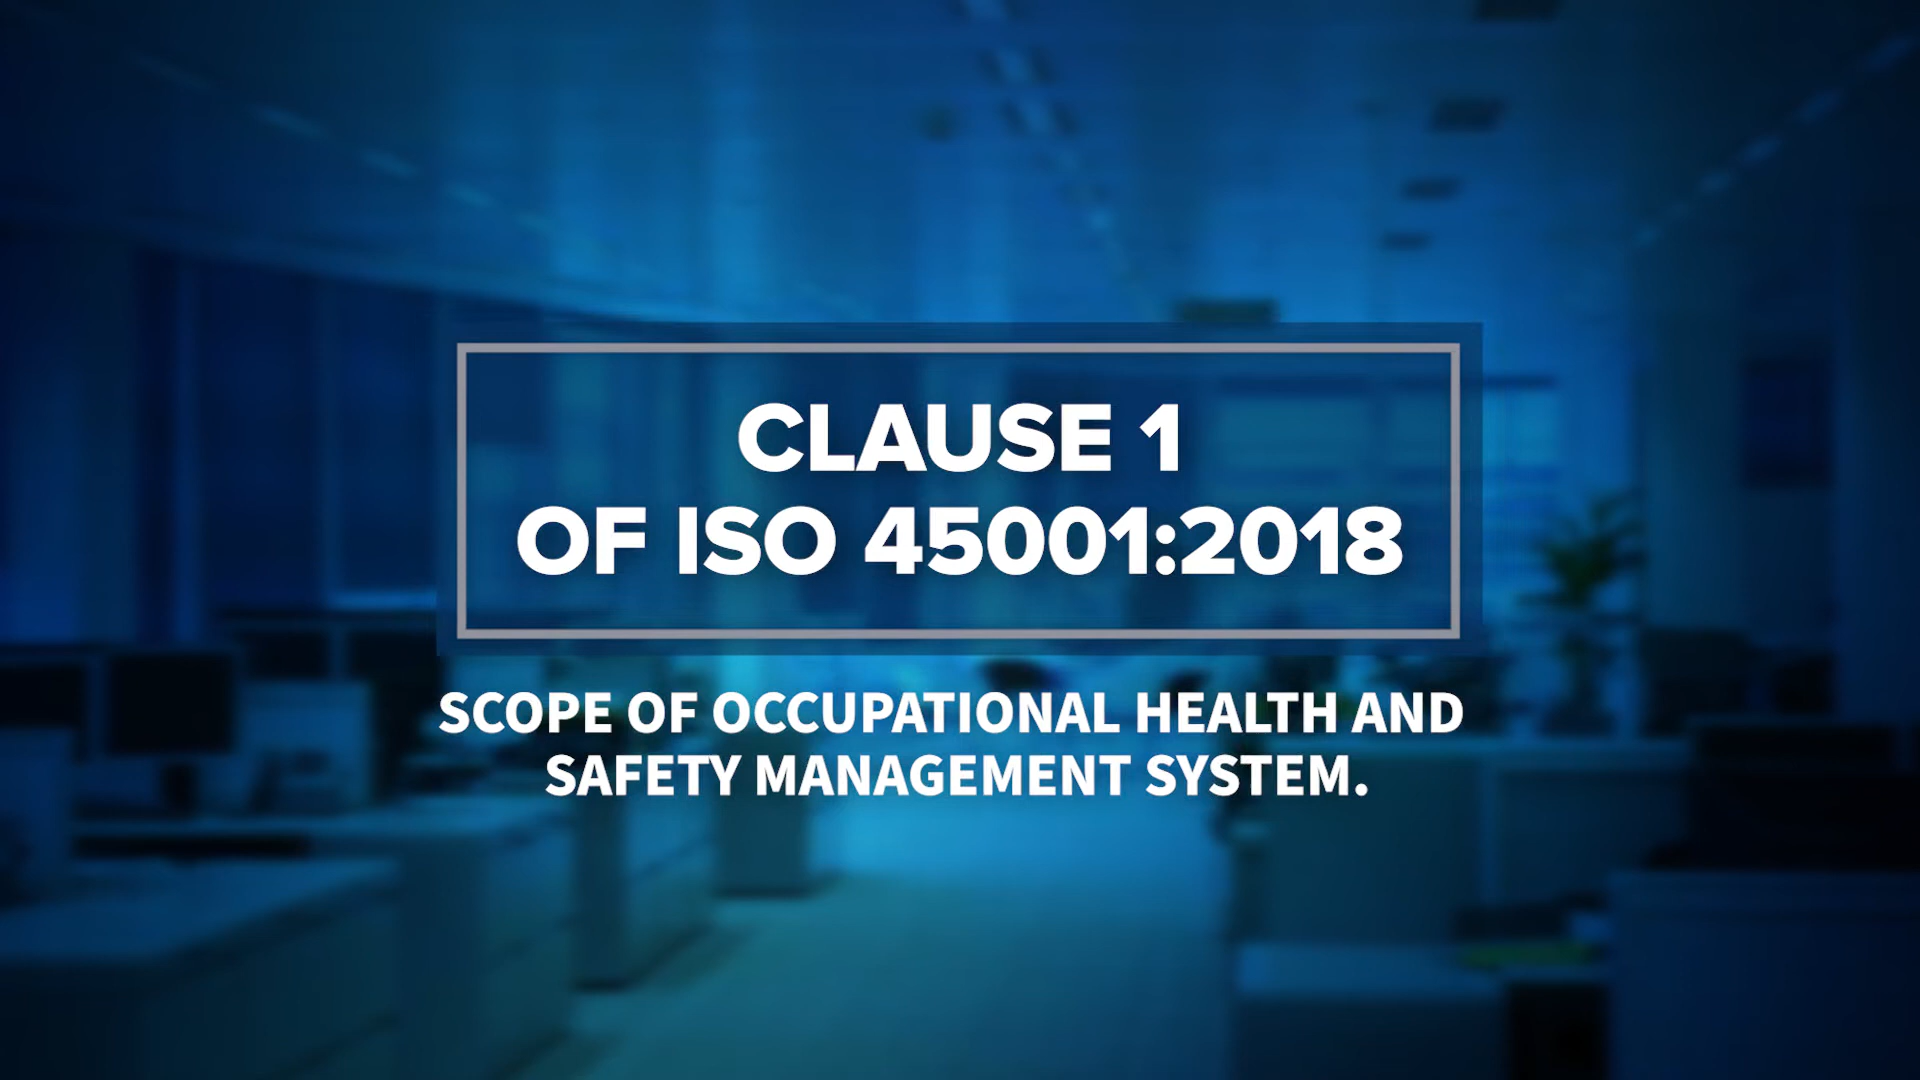 CLAUSE 1
OF ISO 45001:2018
SCOPE OF OCCUPATIONAL HEALTH AND
SAFETY MANAGEMENT SYSTEM.